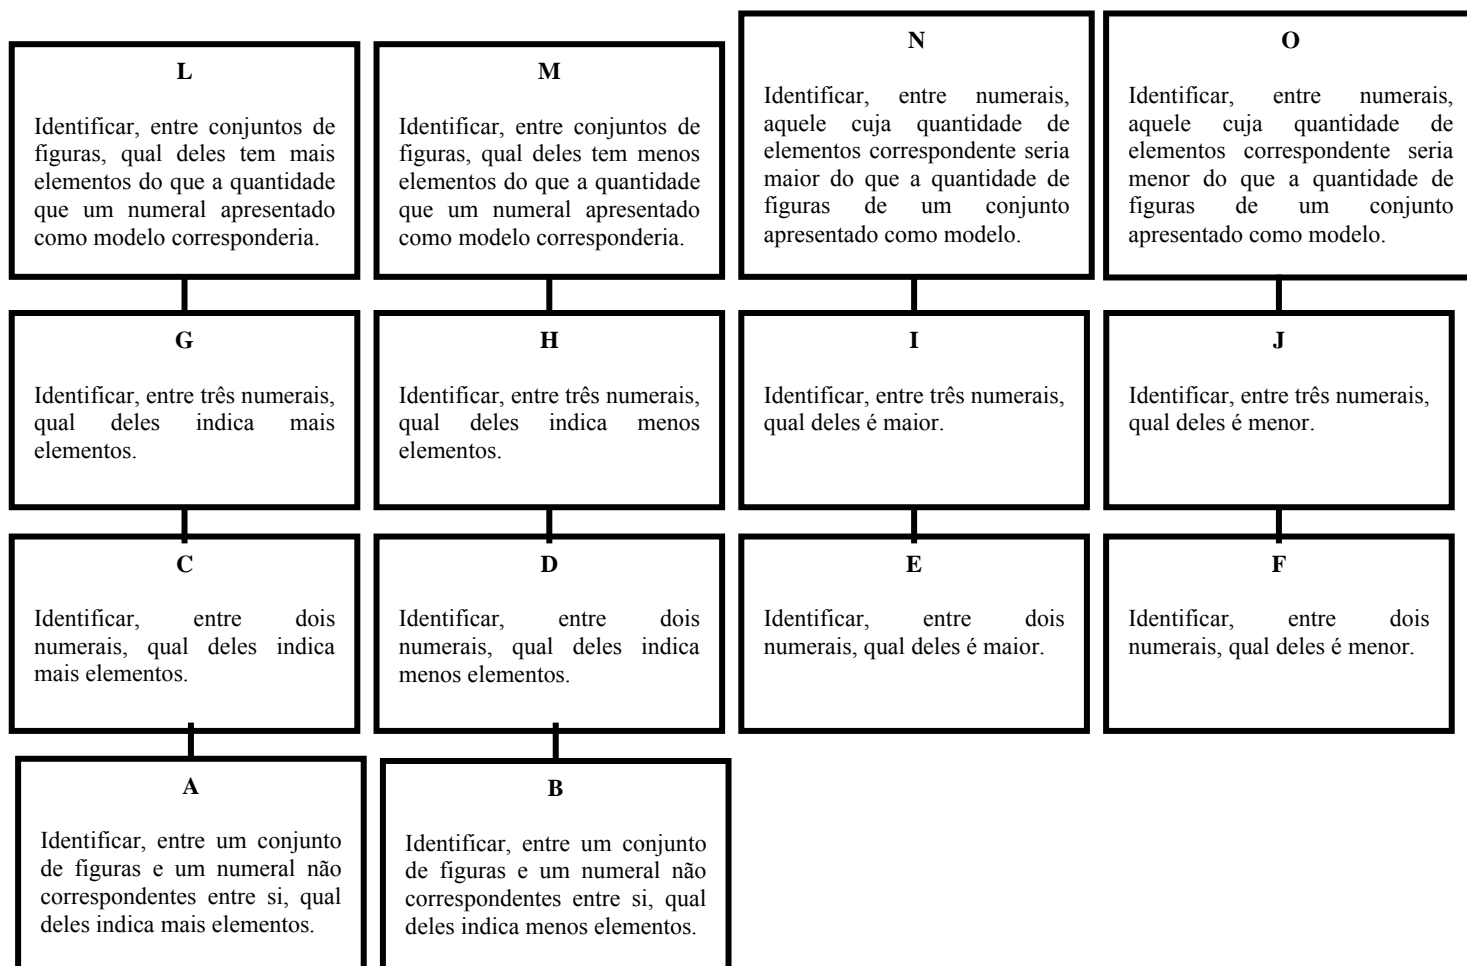 L
Identificar, entre conjuntos de
figuras, qual deles tem mais
elementos do que a quantidade
que um numeral apresentado
como modelo corresponderia.
M
Identificar, entre conjuntos de
figuras, qual deles tem menos
elementos do que a quantidade
que um numeral apresentado
como modelo corresponderia.
N
Identificar, entre numerais,
aquele cuja quantidade de
elementos correspondente seria
maior do que a quantidade de
figuras de um conjunto
apresentado como modelo.
O
Identificar, entre numerais,
aquele cuja quantidade de
elementos correspondente seria
menor do que a quantidade de
figuras de um conjunto
apresentado como modelo.
G
Identificar, entre três numerais,
qual deles indica mais
elementos.
H
Identificar, entre três numerais,
qual deles indica menos
elementos.
I
Identificar, entre três numerais,
qual deles é maior.
J
Identificar, entre três numerais,
qual deles é menor.
C
Identificar, entre dois
numerais, qual deles indica
mais elementos.
D
Identificar, entre dois
numerais, qual deles indica
menos elementos.
E
Identificar, entre dois
numerais, qual deles é maior.
F
Identificar, entre dois
numerais, qual deles é menor.
A
Identificar, entre um conjunto
de figuras e um numeral não
correspondentes entre si, qual
deles indica mais elementos.
B
Identificar, entre um conjunto
de figuras e um numeral não
correspondentes entre si, qual
deles indica menos elementos.